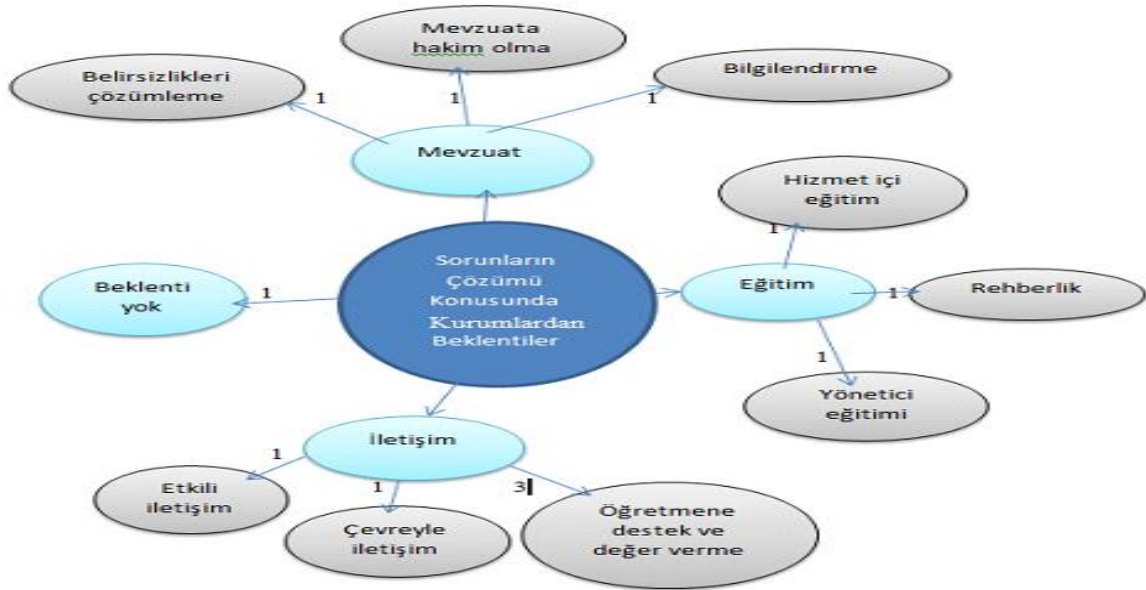 Mevzuata
hakim olma
Belirsizlikleri
çözümleme
Bilgilendirme
1
1
1
Mevzuat
Hizmet içi
eğitim
1
Sorunların
Çözümü
Konusunda
Kurumlardan
Beklentiler
Beklenti
yok
1
Eğitim
1
Rehberlik
1
Yönetici
eğitimi
İletişim
1
1
3
Etkili
iletişim
Çevreyle
iletişim
Öğretmene
destek ve
değer verme